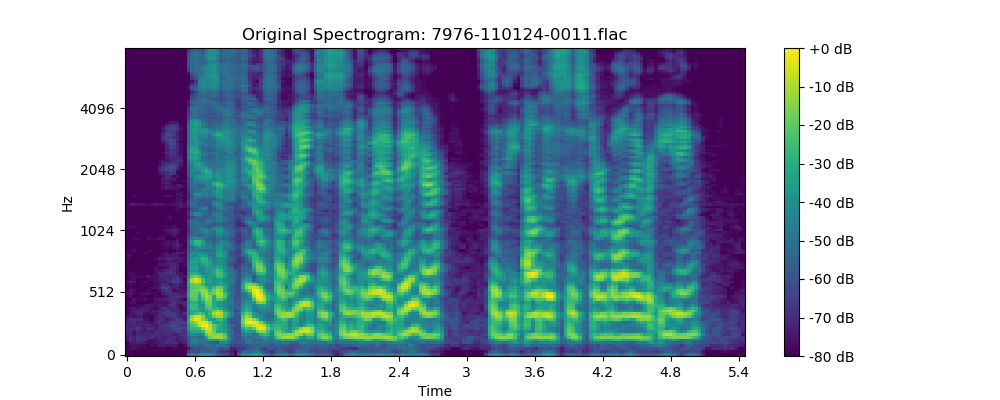 Original Spectrogram: 7976-110124-0011.flac
Hz
4096
2048
1024
512
0
0 0.6 1.2 1.8 2.4 3 3.6 4.2 4.8 5.4
Time
+0 dB
-10 dB
-20 dB
-30 dB
-40 dB
-50 dB
-60 dB
-70 dB
-80 dB